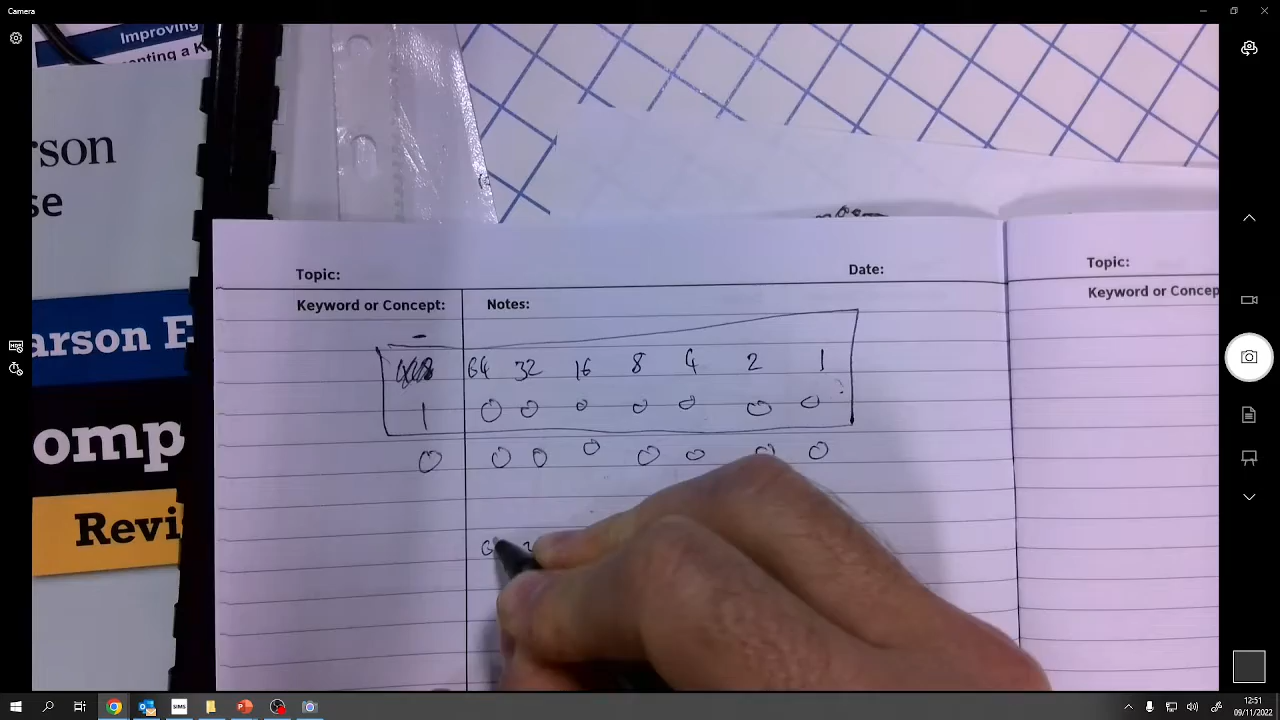 Camera
Improving
enting a K
rson
se
arson E
omp
Revi
Topic:
Date:
Keyword or Concept:
Notes:
Topic:
Keyword or Concep
-
64 32 16 8 4 2 1
1 0 0 0 0 0 0 0
0 0 0 0 0 0 0 0
SIMS
12:51
09/11/2022